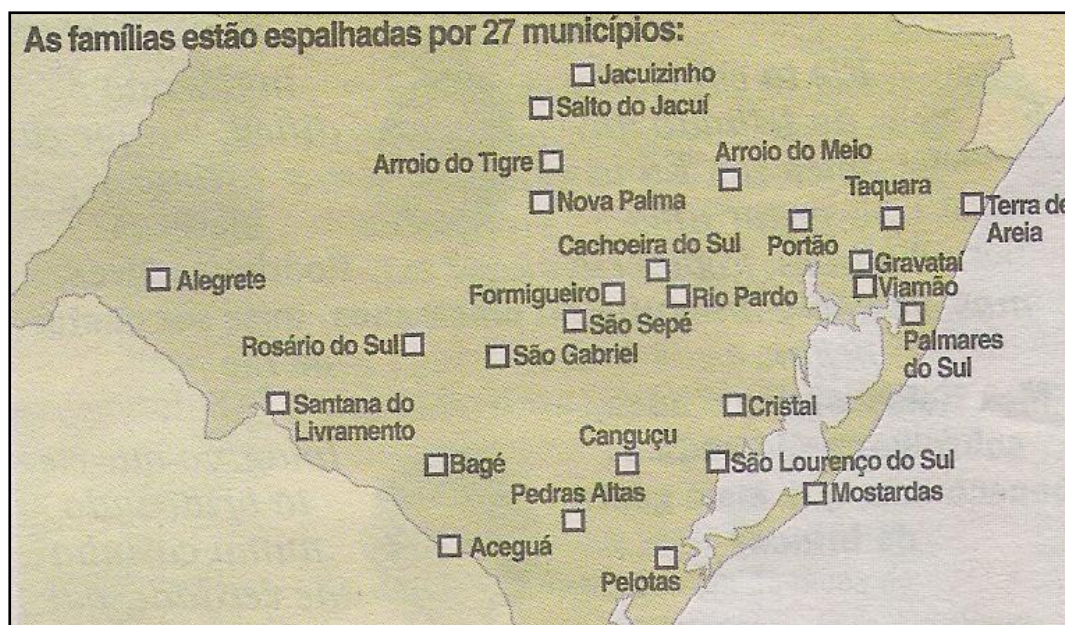 As famílias estão espalhadas por 27 municípios:
Jacuizinho
Salto do Jacuí
Arroio do Tigre
Arroio do Meio
Nova Palma
Taquara
Terra de
Areia
Portão
Cachoeira do Sul
Gravataí
Alegrete
Formigueiro
Rio Pardo
Viamão
São Sepé
Palmares
do Sul
Rosário do Sul
São Gabriel
Santana do
Livramento
Cristal
Canguçu
Bagé
São Lourenço do Sul
Pedras Altas
Mostardas
Aceguá
Pelotas